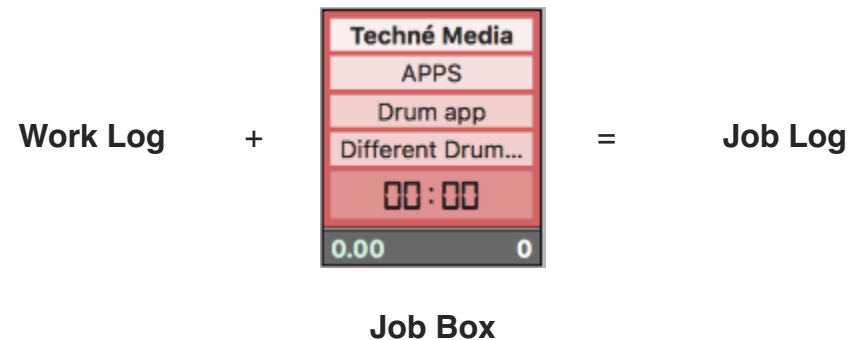 Techné Media
APPS
Drum app
Work Log + Different Drum... = Job Log
00:00
0.00 0
Job Box